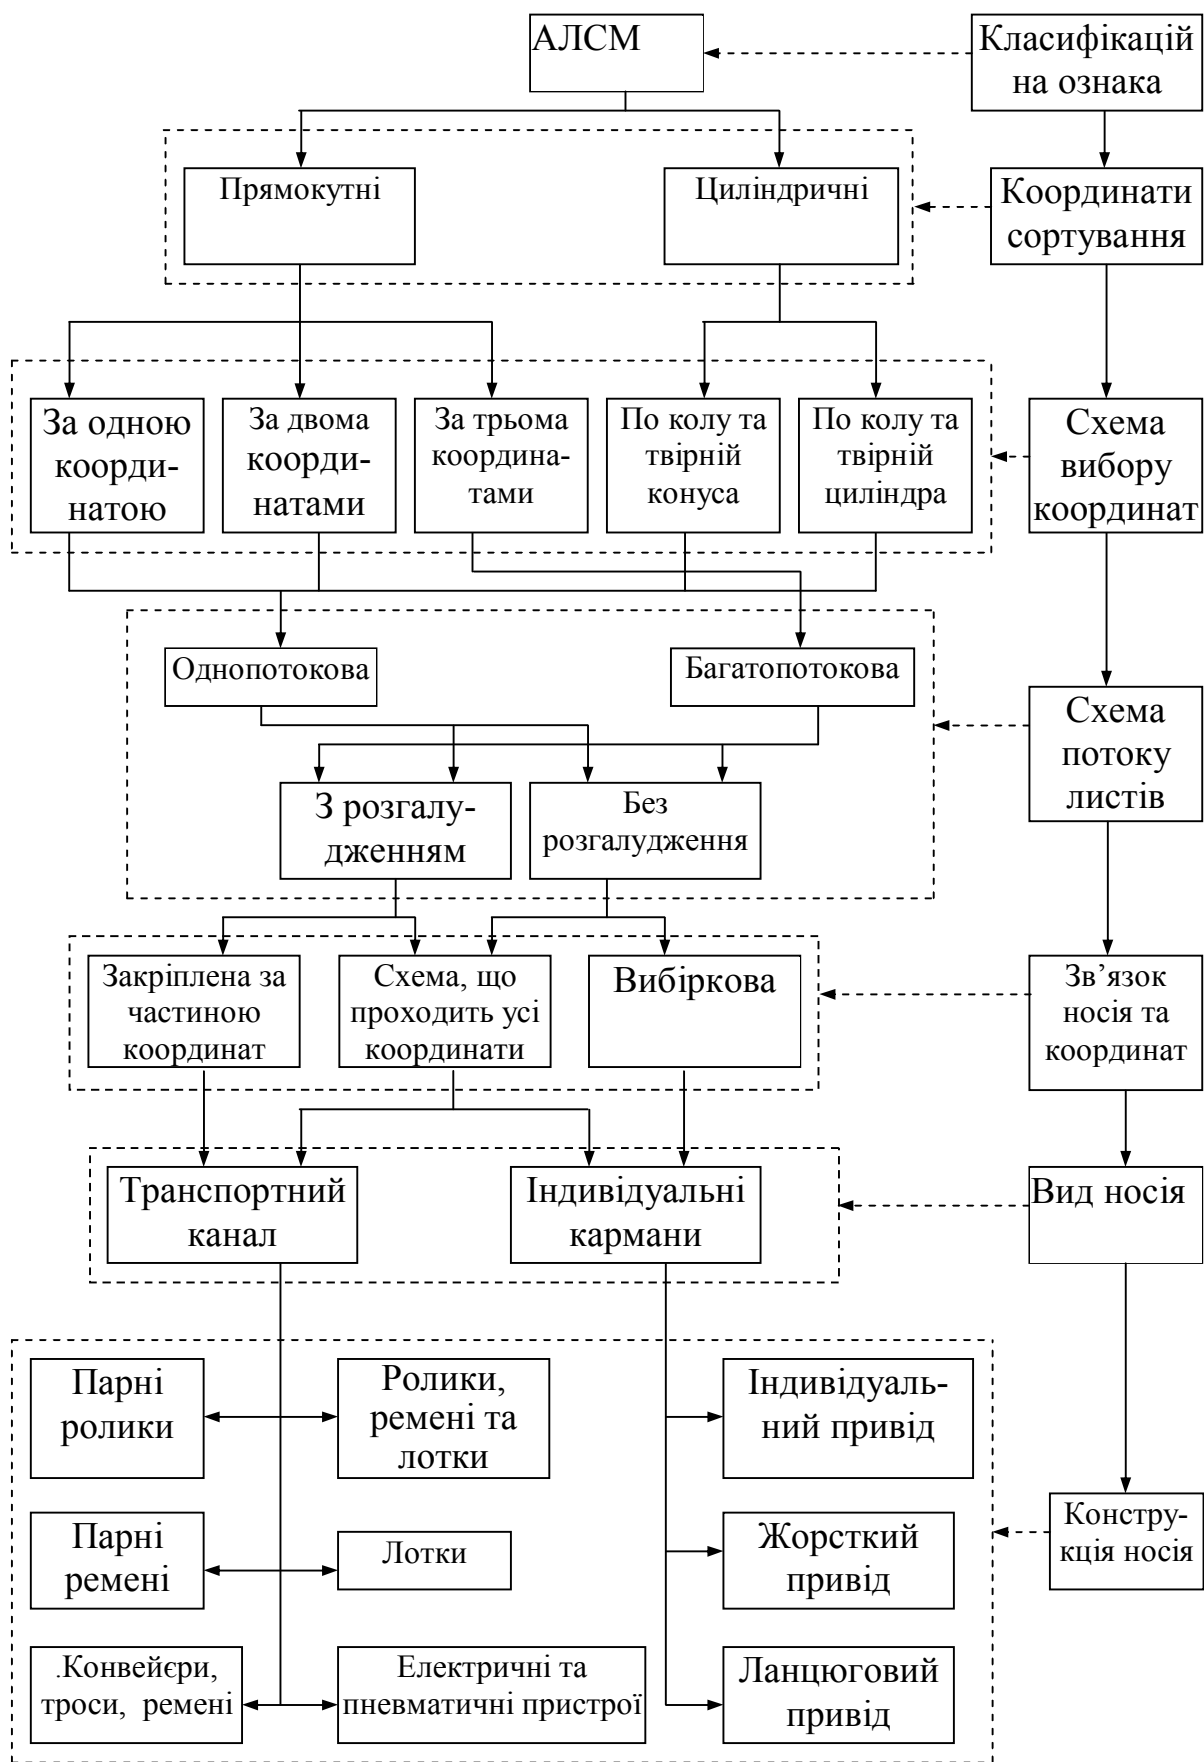 АЛСМ
Класифікацій
на ознака
Прямокутні
Циліндричні
Координати
сортування
За одною
коорди-
натою
За двома
коорди-
натами
За трьома
координа-
тами
По колу та
твірній
конуса
По колу та
твірній
циліндра
Схема
вибору
координат
Однопотокова
Багатопотокова
Схема
потоку
листів
З розгалу-
дженням
Без
розгалудження
Закріплена за
частиною
координат
Схема, що
проходить усі
координати
Вибіркова
Зв’язок
носія та
координат
Транспортний
канал
Індивідуальні
кармани
Вид носія
Парні
ролики
Ролики,
ремені та
лотки
Індивідуаль-
ний привід
Парні
ремені
Лотки
Жорсткий
привід
Констру-
кція носія
.Конвейєри,
троси, ремені
Електричні та
пневматичні пристрої
Ланцюговий
привід